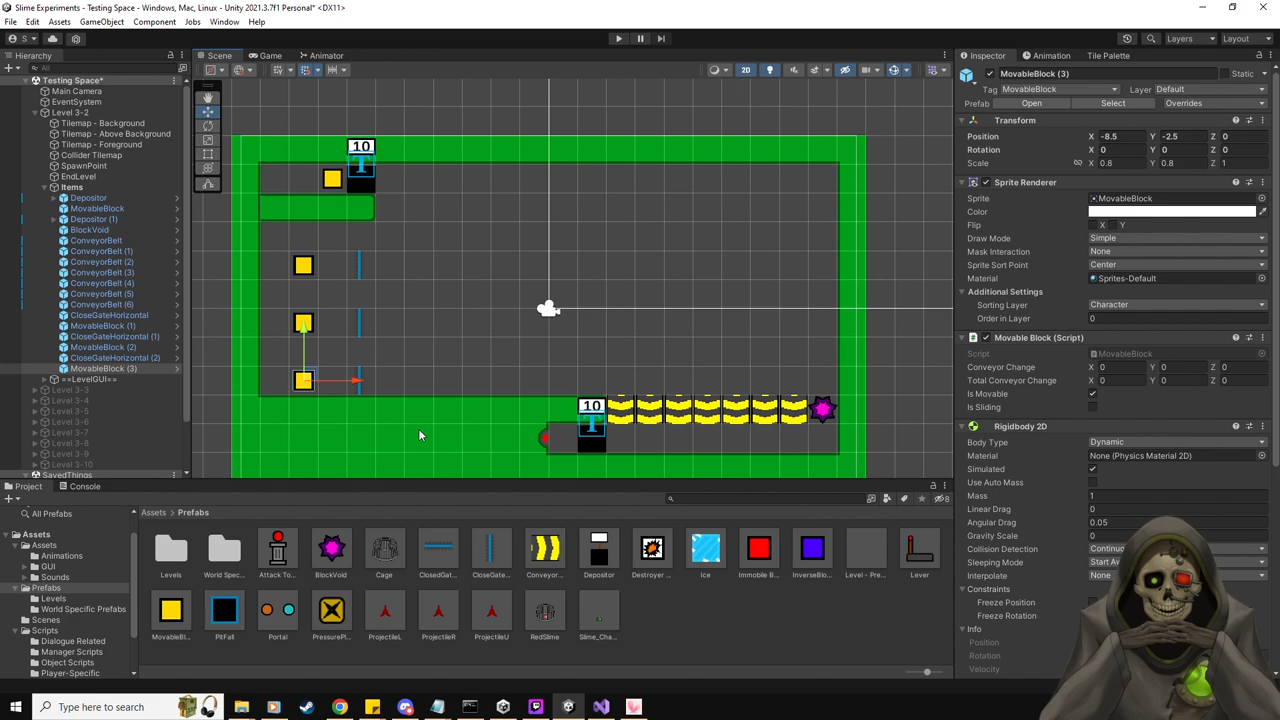 Slime Experiments - Testing Space - Windows, Mac, Linux - Unity 2021.3.7f1 Personal* <DX11>
File Edit Assets GameObject Component Jobs Window Help
S Layers Layout
Hierarchy
Scene Game Animator
Inspector Animation Tile Palette
All
2D
Testing Space*
Main Camera
EventSystem
Level 3-2
Tilemap - Background
Tilemap - Above Background
Tilemap - Foreground
Collider Tilemap
SpawnPoint
EndLevel
Items
Depositor
MovableBlock
Depositor (1)
BlockVoid
ConveyorBelt
ConveyorBelt (1)
ConveyorBelt (2)
ConveyorBelt (3)
ConveyorBelt (4)
ConveyorBelt (5)
ConveyorBelt (6)
CloseGateHorizontal
MovableBlock (1)
CloseGateHorizontal (1)
MovableBlock (2)
CloseGateHorizontal (2)
MovableBlock (3)
==LevelGUI==
Level 3-3
Level 3-4
Level 3-5
Level 3-6
Level 3-7
Level 3-8
Level 3-9
Level 3-10
SavedThings
10
T
10
T
MovableBlock (3) Static
Tag MovableBlock Layer Default
Prefab Open Select Overrides
Transform
Position X -8.5 Y -2.5 Z 0
Rotation X 0 Y 0 Z 0
Scale X 0.8 Y 0.8 Z 1
Sprite Renderer
Sprite MovableBlock
Color
Flip X Y
Draw Mode Simple
Mask Interaction None
Sprite Sort Point Center
Material Sprites-Default
Additional Settings
Sorting Layer Character
Order in Layer 0
Movable Block (Script)
Script MovableBlock
Conveyor Change X 0 Y 0 Z 0
Total Conveyor Change X 0 Y 0 Z 0
Is Movable
Is Sliding
Rigidbody 2D
Body Type Dynamic
Material None (Physics Material 2D)
Simulated
Use Auto Mass
Mass 1
Linear Drag 0
Angular Drag 0.05
Gravity Scale 0
Collision Detection Continuo
Sleeping Mode Start Aw
Interpolate None
Constraints
Freeze Position
Freeze Rotation
Info
Position
Rotation
Velocity
Project Console
8
All Prefabs
Assets
Assets
Animations
GUI
Sounds
Prefabs
Levels
World Specific Prefabs
Scenes
Scripts
Dialogue Related
Manager Scripts
Object Scripts
Player-Specific
Assets > Prefabs
Levels World Spec... Attack To... BlockVoid Cage ClosedGat... CloseGate... Conveyor... Depositor Destroyer ... Ice Immobile B... InverseBlo... Level - Pre... Lever
MovableBl... PitFall Portal PressurePl... ProjectileL ProjectileR ProjectileU RedSlime Slime_Cha...
Type here to search